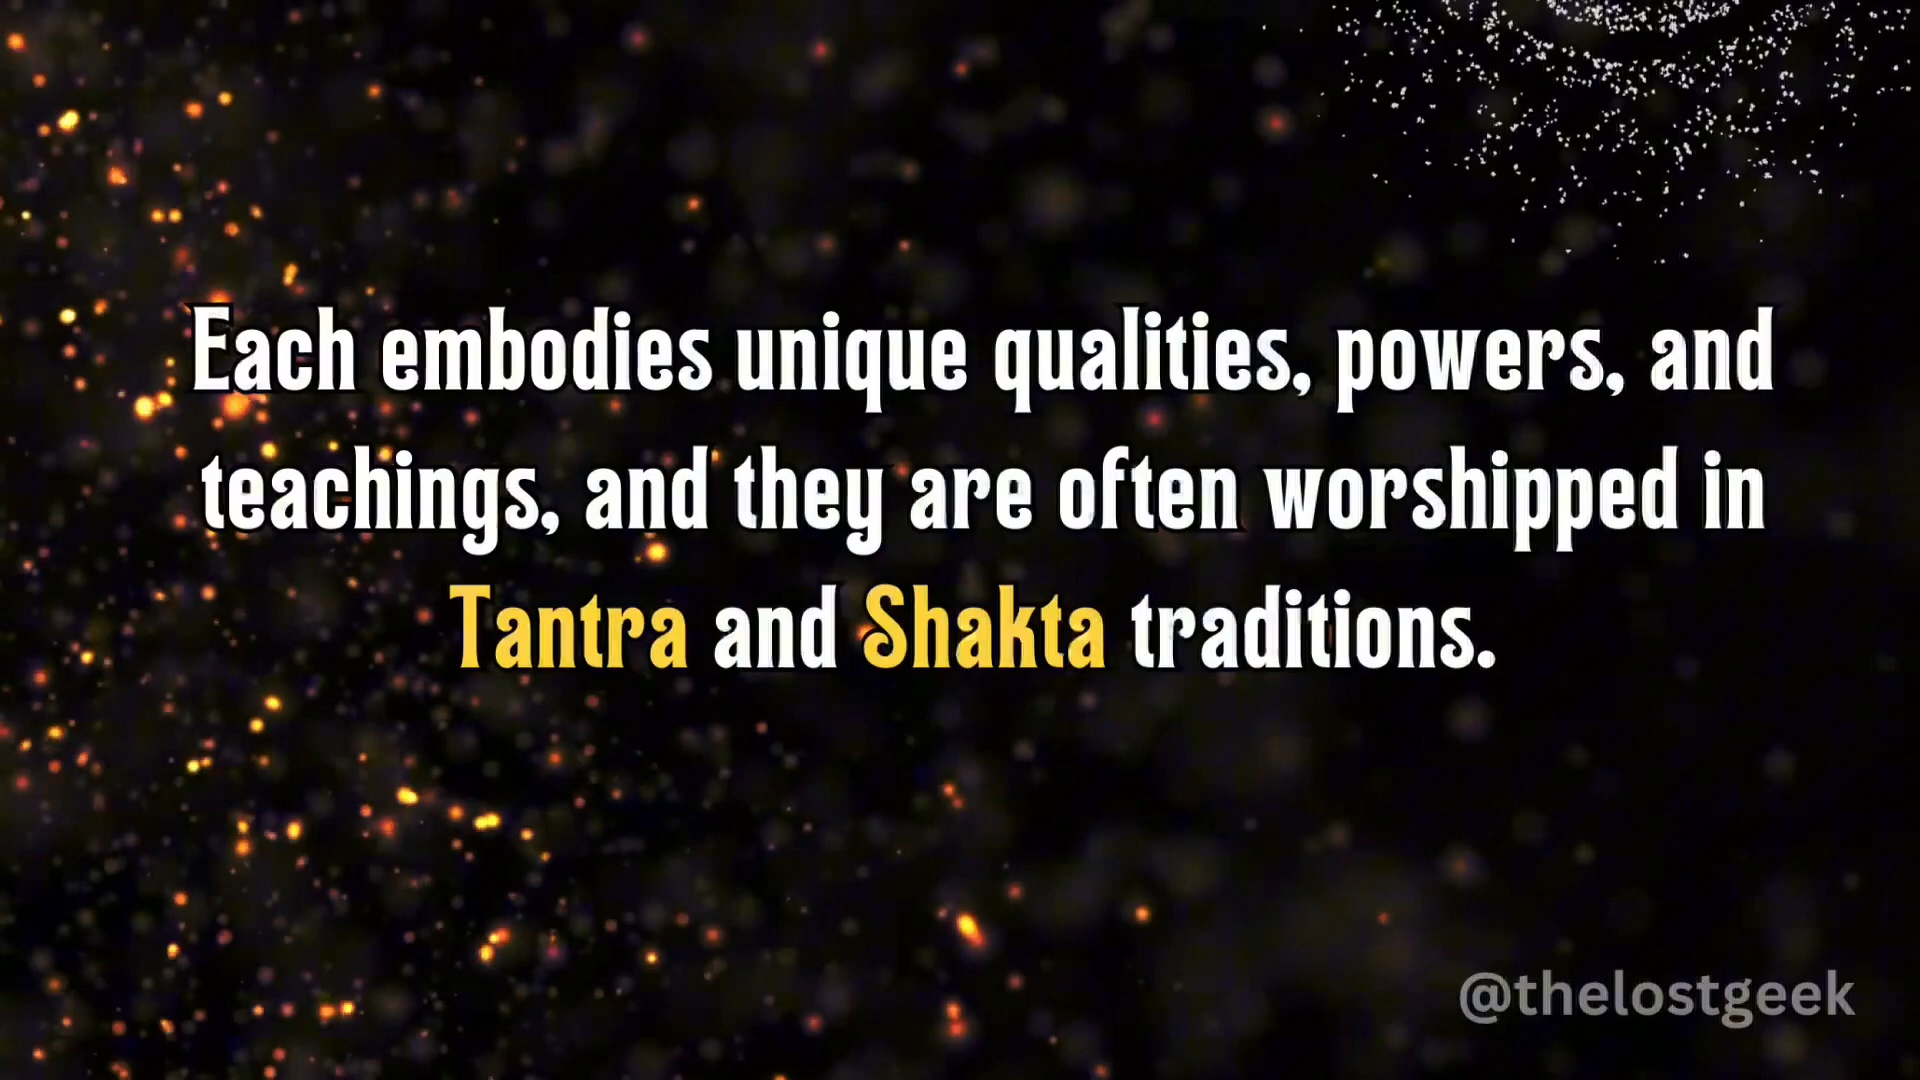 Each embodies unique qualities, powers, and
teachings, and they are often worshipped in
Tantra and Shakta traditions.
@thelostgeek